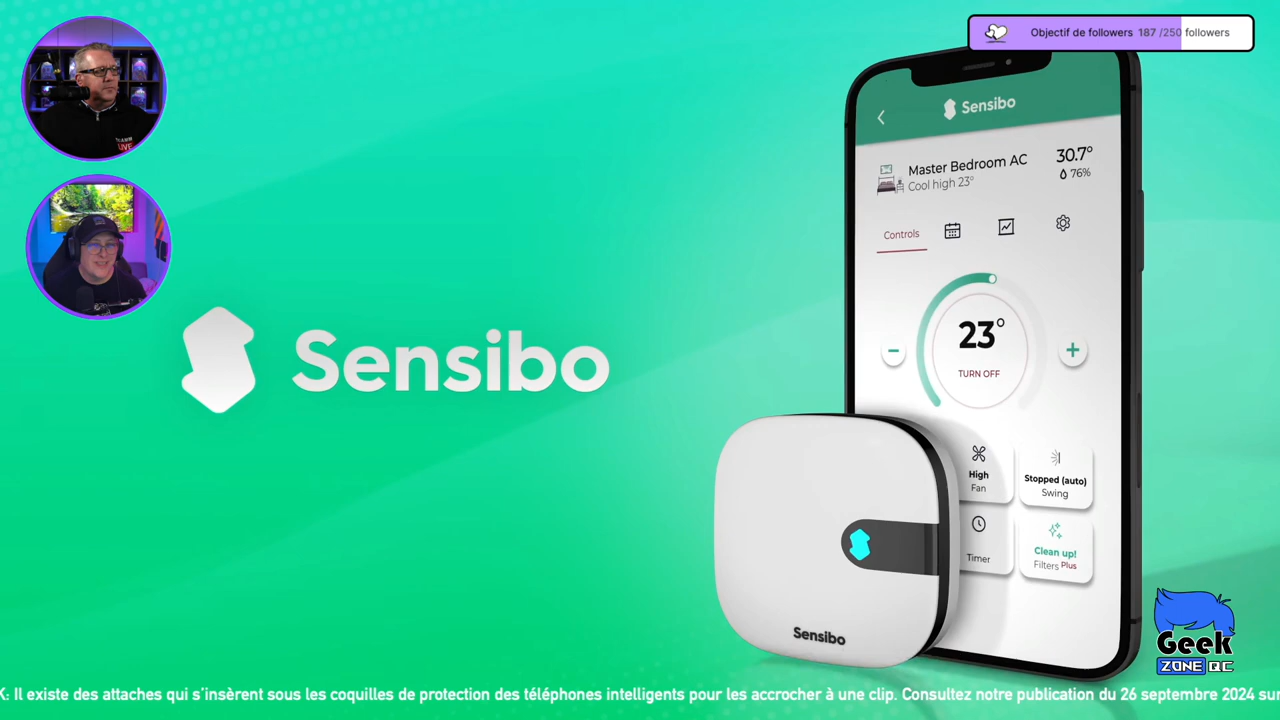 Objectif de followers 187 /250 followers
Sensibo
Master Bedroom AC
Cool high 23°
30.7°
76%
Controls
23°
TURN OFF
High
Fan
Stopped (auto)
Swing
Timer
Clean up!
Filters Plus
Sensibo
Sensibo
LIVE
Geek
ZONE QC
K: Il existe des attaches qui s'insèrent sous les coquilles de protection des téléphones intelligents pour les accrocher à une clip. Consultez notre publication du 26 septembre 2024 sur